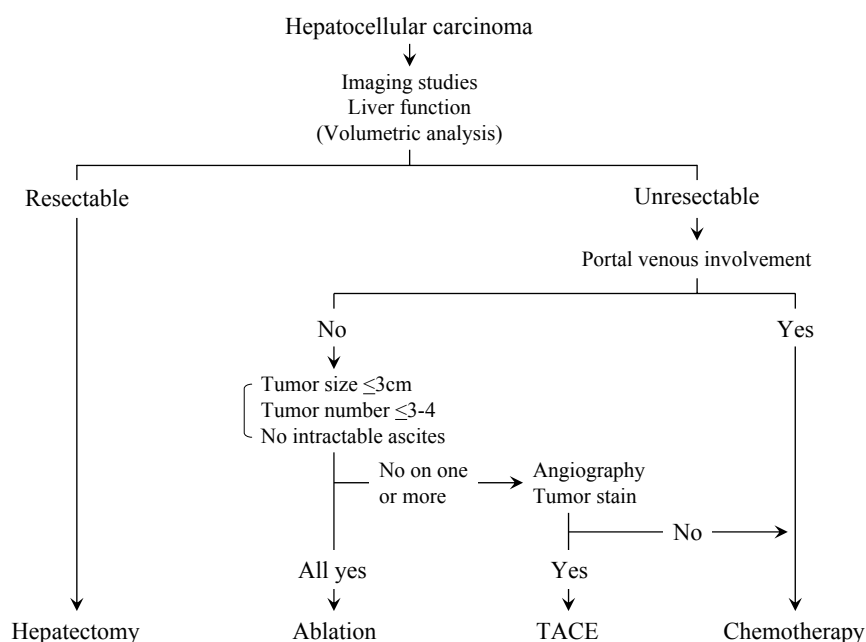 Hepatocellular carcinoma
Imaging studies
Liver function
(Volumetric analysis)
Resectable
Unresectable
Portal venous involvement
No
Yes
Tumor size ≤3cm
Tumor number ≤3-4
No intractable ascites
No on one
or more
Angiography
Tumor stain
No
All yes
Yes
Hepatectomy
Ablation
TACE
Chemotherapy